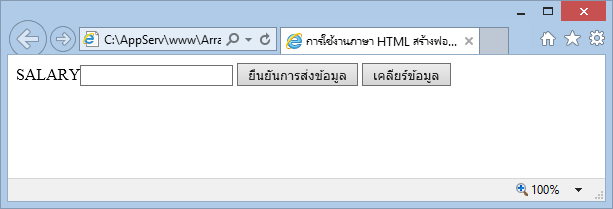 C:\AppServ\www\Arra
การใช้งานภาษา HTML สร้างฟอ...
SALARY
ยืนยันการส่งข้อมูล
เคลียร์ข้อมูล
100%